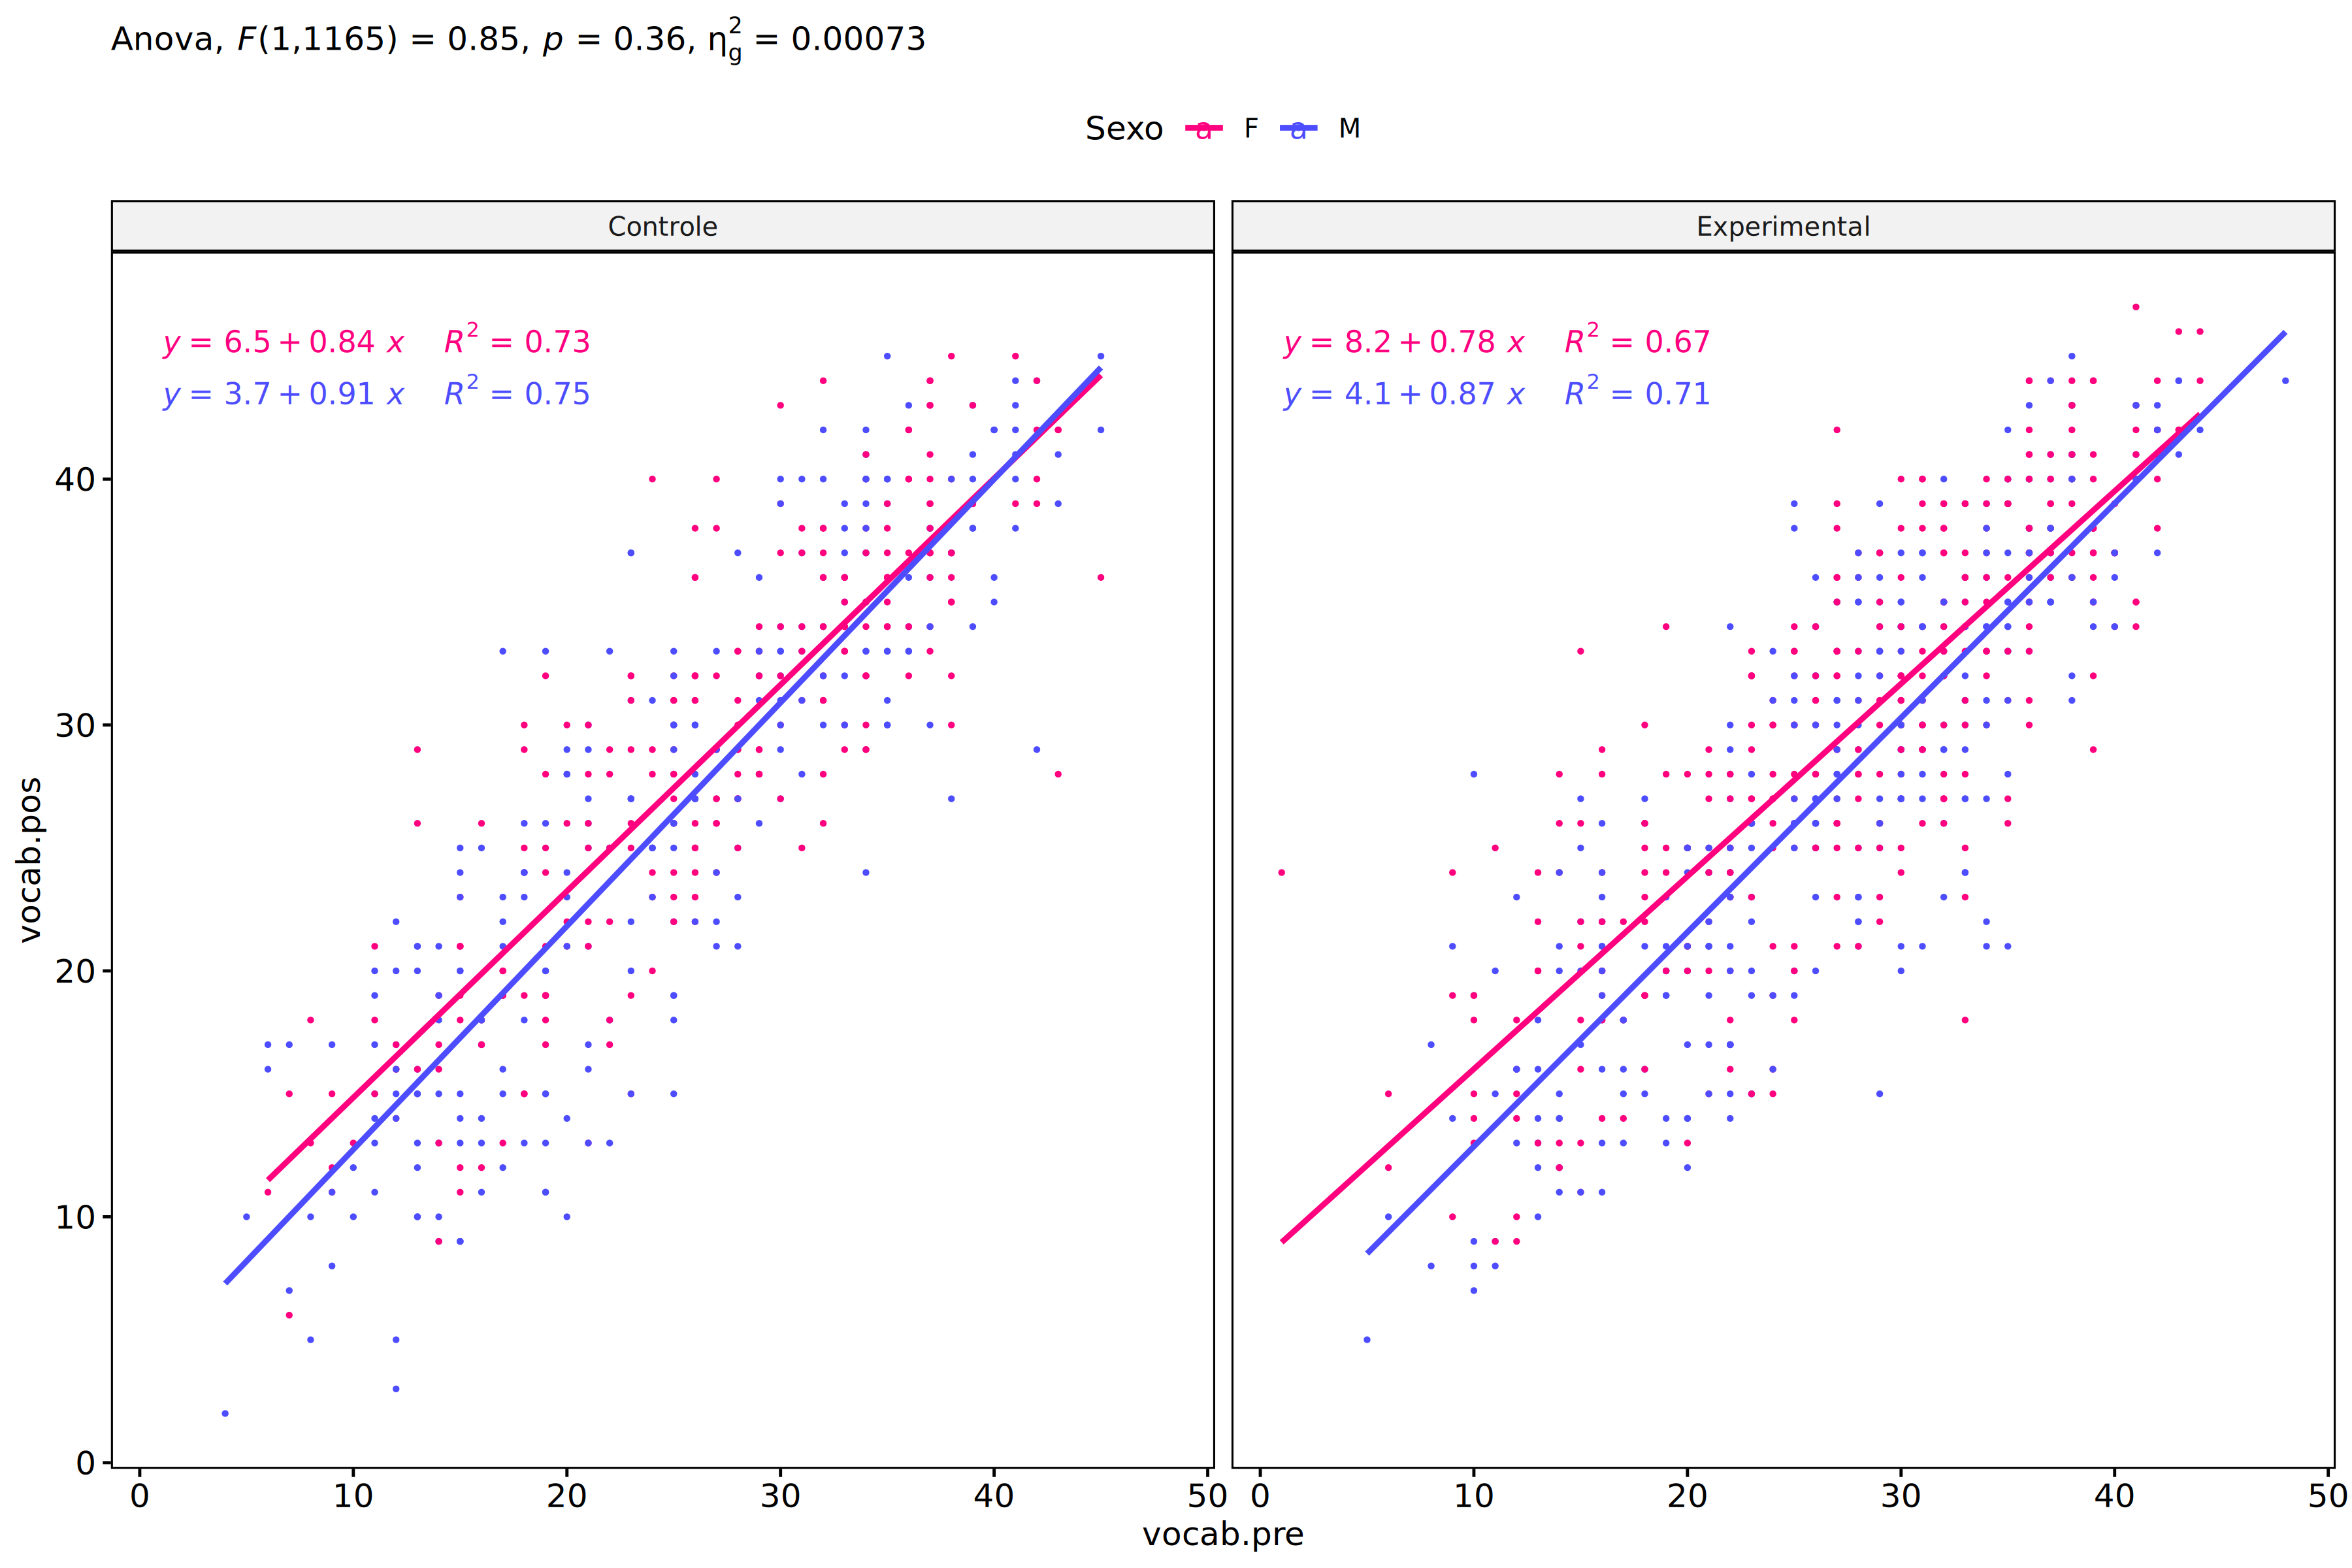 Anova, F(1,1165) = 0.85, p = 0.36, η²g = 0.00073
Sexo a F a M
Controle
Experimental
y = 6.5 + 0.84 x R² = 0.73
y = 3.7 + 0.91 x R² = 0.75
y = 8.2 + 0.78 x R² = 0.67
y = 4.1 + 0.87 x R² = 0.71
vocab.pos
40
30
20
10
0
0 10 20 30 40 50
0 10 20 30 40 50
vocab.pre